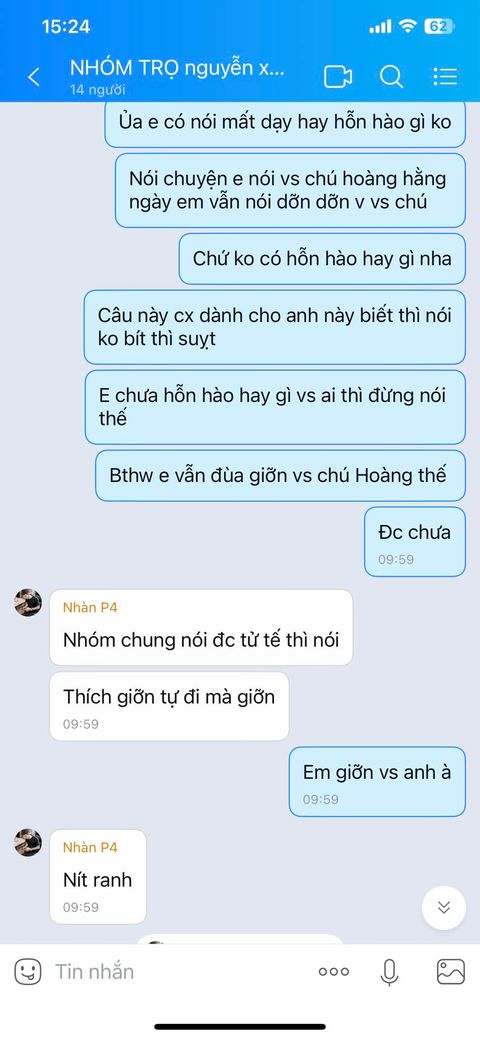 15:24
62
NHÓM TRỌ nguyễn x...
14 người
Ủa e có nói mất dạy hay hỗn hào gì ko
Nói chuyện e nói vs chú hoàng hằng
ngày em vẫn nói dỡn dỡn v vs chú
Chứ ko có hỗn hào hay gì nha
Câu này cx dành cho anh này biết thì nói
ko bít thì suỵt
E chưa hỗn hào hay gì vs ai thì đừng nói
thế
Bthw e vẫn đùa giỡn vs chú Hoàng thế
Đc chưa
09:59
Nhàn P4
Nhóm chung nói đc tử tế thì nói
Thích giỡn tự đi mà giỡn
09:59
Em giỡn vs anh à
09:59
Nhàn P4
Nít ranh
09:59
Tin nhắn